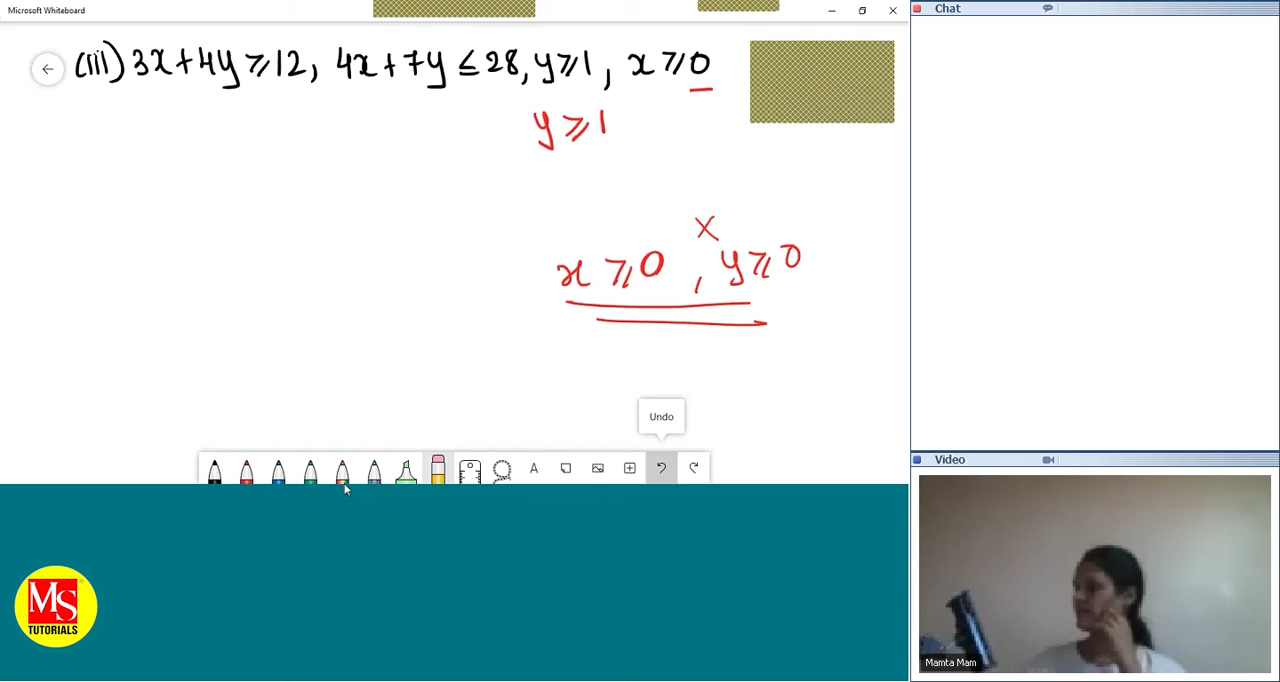 Microsoft Whiteboard
Chat
(iii) 3x+4y ≥ 12, 4x+7y ≤ 28, y ≥ 1, x ≥ 0
y ≥ 1
x
x ≥ 0, y ≥ 0
Undo
A
Video
MS
TUTORIALS
Mamta Mam